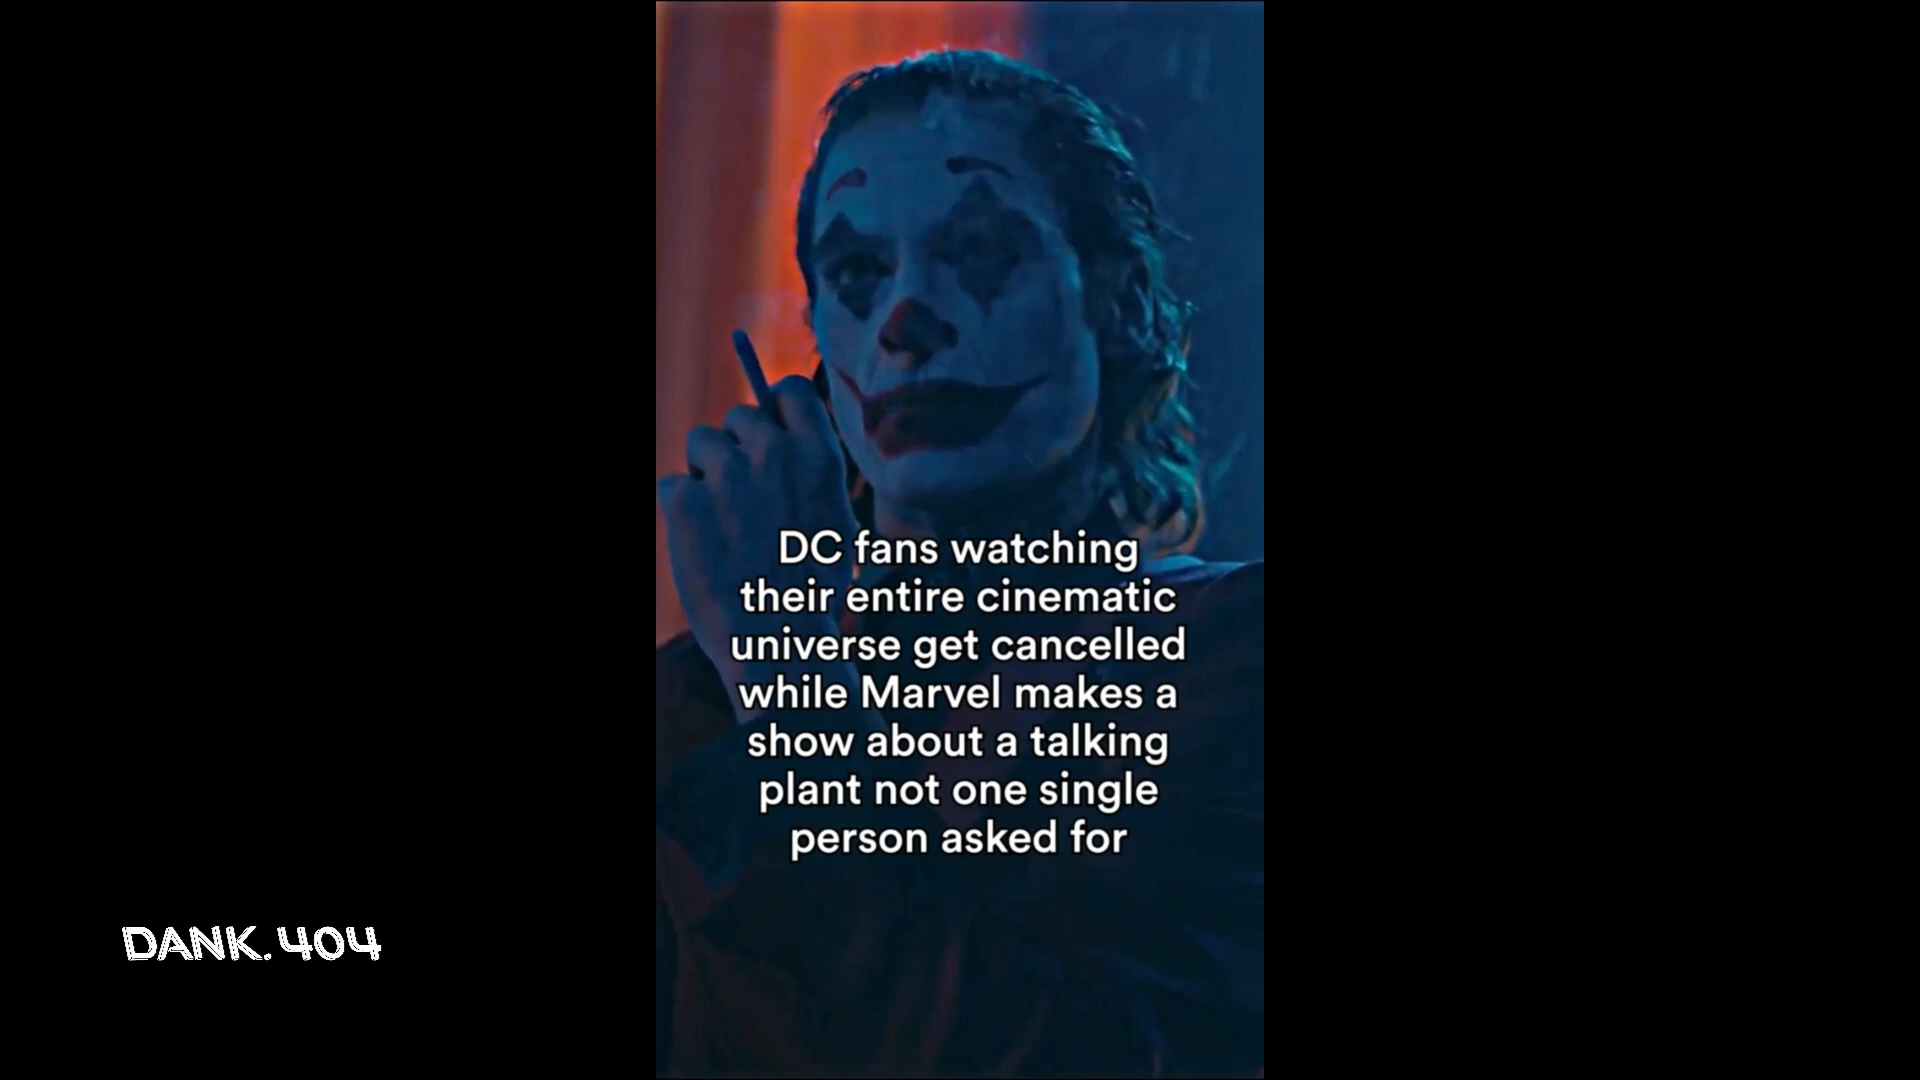 DC fans watching
their entire cinematic
universe get cancelled
while Marvel makes a
show about a talking
plant not one single
person asked for
DANK.404